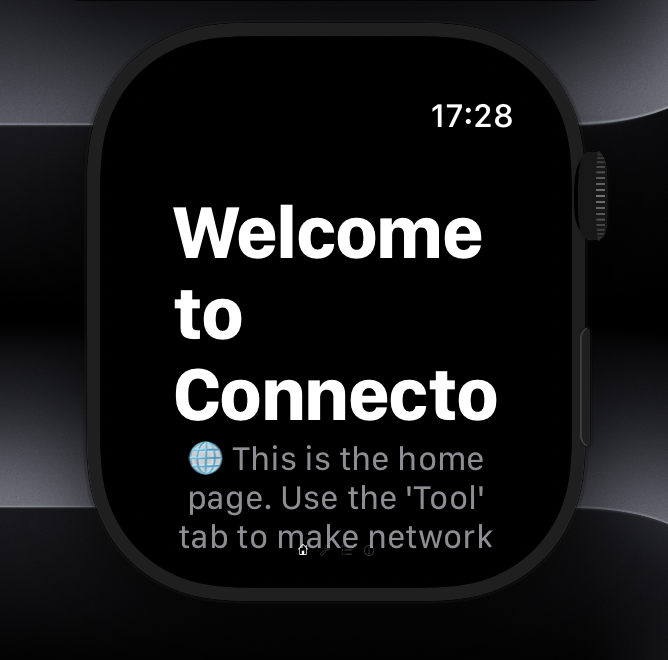 17:28
Welcome
to
Connecto
🌐 This is the home
page. Use the 'Tool'
tab to make network